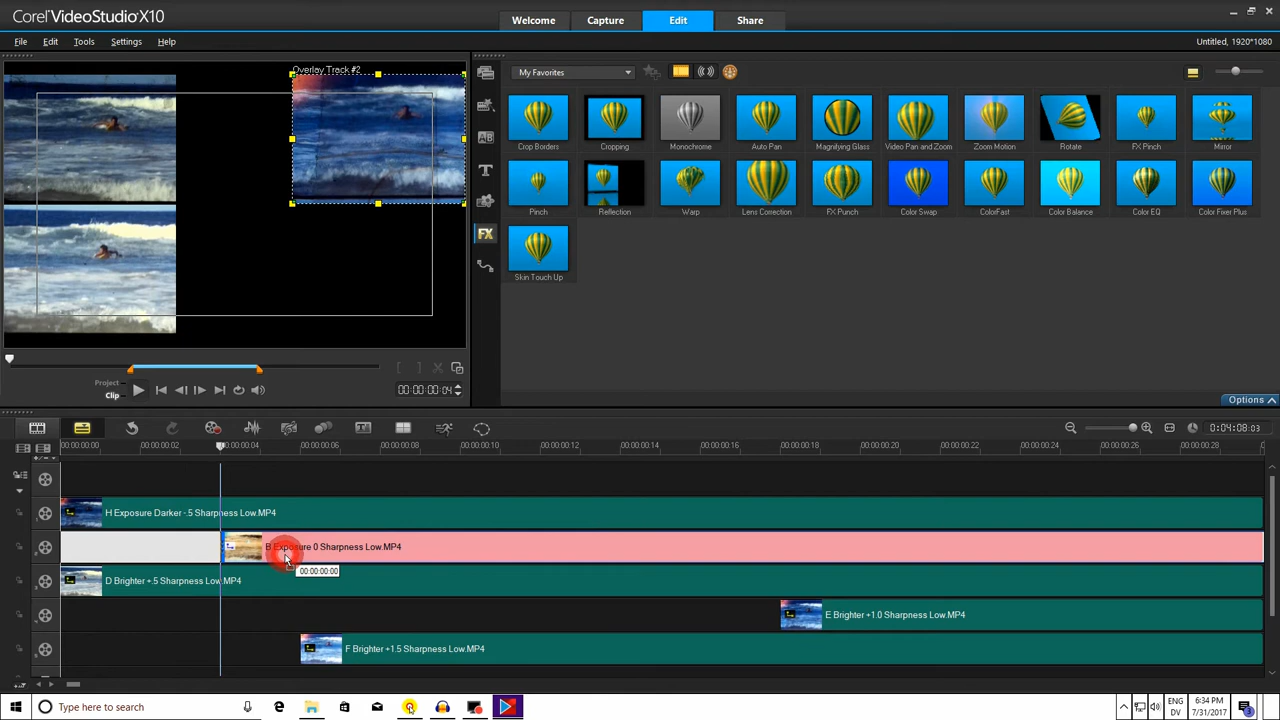 Corel® VideoStudio® X10
Welcome
Capture
Edit
Share
File Edit Tools Settings Help
Untitled, 1920*1080
Overlay Track #2
My Favorites
Crop Borders
Cropping
Monochrome
Auto Pan
Magnifying Glass
Video Pan and Zoom
Zoom Motion
Rotate
FX Pinch
Mirror
Pinch
Reflection
Warp
Lens Correction
FX Punch
Color Swap
ColorFast
Color Balance
Color EQ
Color Fixer Plus
Skin Touch Up
FX
Project
Clip
00:00:00:04
Options
0:04:08:03
00:00:00:00
00:00:00:02
00:00:00:04
00:00:00:06
00:00:00:08
00:00:00:10
00:00:00:12
00:00:00:14
00:00:00:16
00:00:00:18
00:00:00:20
00:00:00:22
00:00:00:24
00:00:00:26
00:00:00:28
H Exposure Darker -.5 Sharpness Low.MP4
B Exposure 0 Sharpness Low.MP4
00:00:00:00
D Brighter +.5 Sharpness Low.MP4
E Brighter +1.0 Sharpness Low.MP4
F Brighter +1.5 Sharpness Low.MP4
Type here to search
ENG
DV
6:34 PM
7/31/2017
3